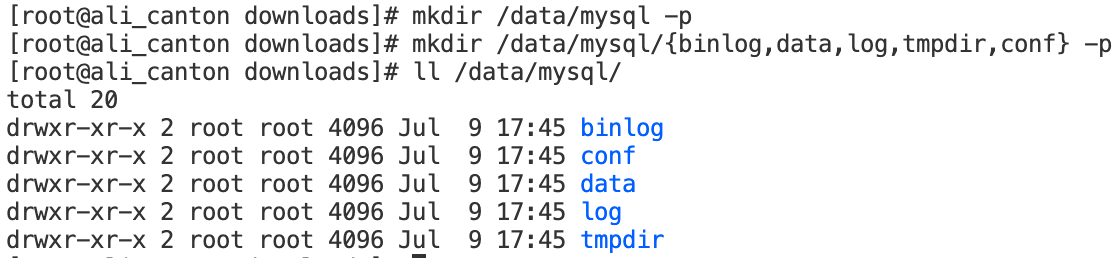 [root@ali_canton downloads]# mkdir /data/mysql -p
[root@ali_canton downloads]# mkdir /data/mysql/{binlog,data,log,tmpdir,conf} -p
[root@ali_canton downloads]# ll /data/mysql/
total 20
drwxr-xr-x 2 root root 4096 Jul  9 17:45 binlog
drwxr-xr-x 2 root root 4096 Jul  9 17:45 conf
drwxr-xr-x 2 root root 4096 Jul  9 17:45 data
drwxr-xr-x 2 root root 4096 Jul  9 17:45 log
drwxr-xr-x 2 root root 4096 Jul  9 17:45 tmpdir